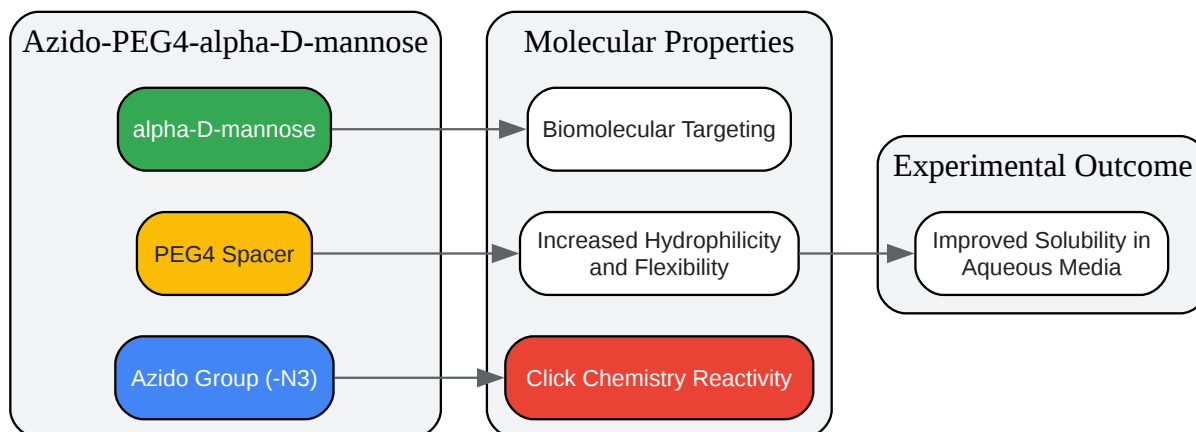 Azido-PEG4-alpha-D-mannose
alpha-D-mannose
PEG4 Spacer
Azido Group (-N3)
Molecular Properties
Biomolecular Targeting
Increased Hydrophilicity
and Flexibility
Click Chemistry Reactivity
Experimental Outcome
Improved Solubility in
Aqueous Media